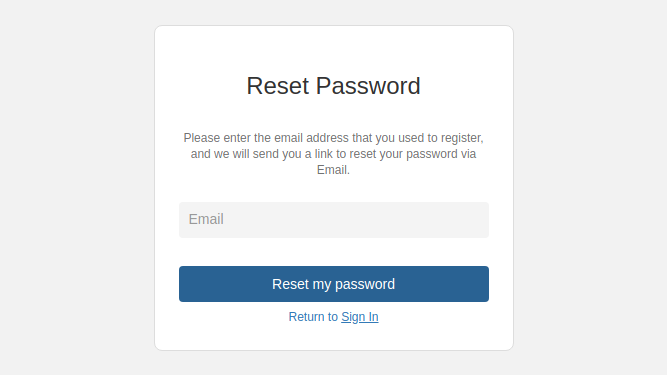 Reset Password
Please enter the email address that you used to register,
and we will send you a link to reset your password via
Email.
Email
Reset my password
Return to Sign In